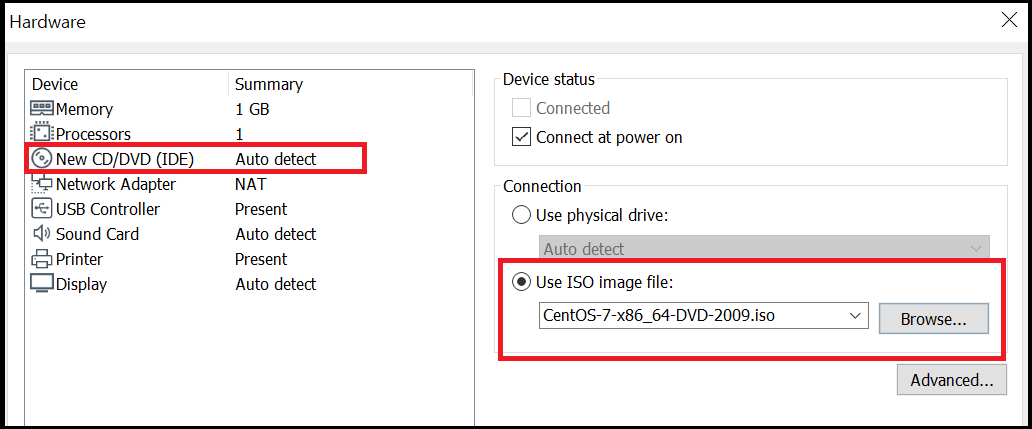 Hardware
Device Summary
Memory 1 GB
Processors 1
New CD/DVD (IDE) Auto detect
Network Adapter NAT
USB Controller Present
Sound Card Auto detect
Printer Present
Display Auto detect
Device status
Connected
Connect at power on
Connection
Use physical drive:
Auto detect
Use ISO image file:
CentOS-7-x86_64-DVD-2009.iso
Browse...
Advanced...